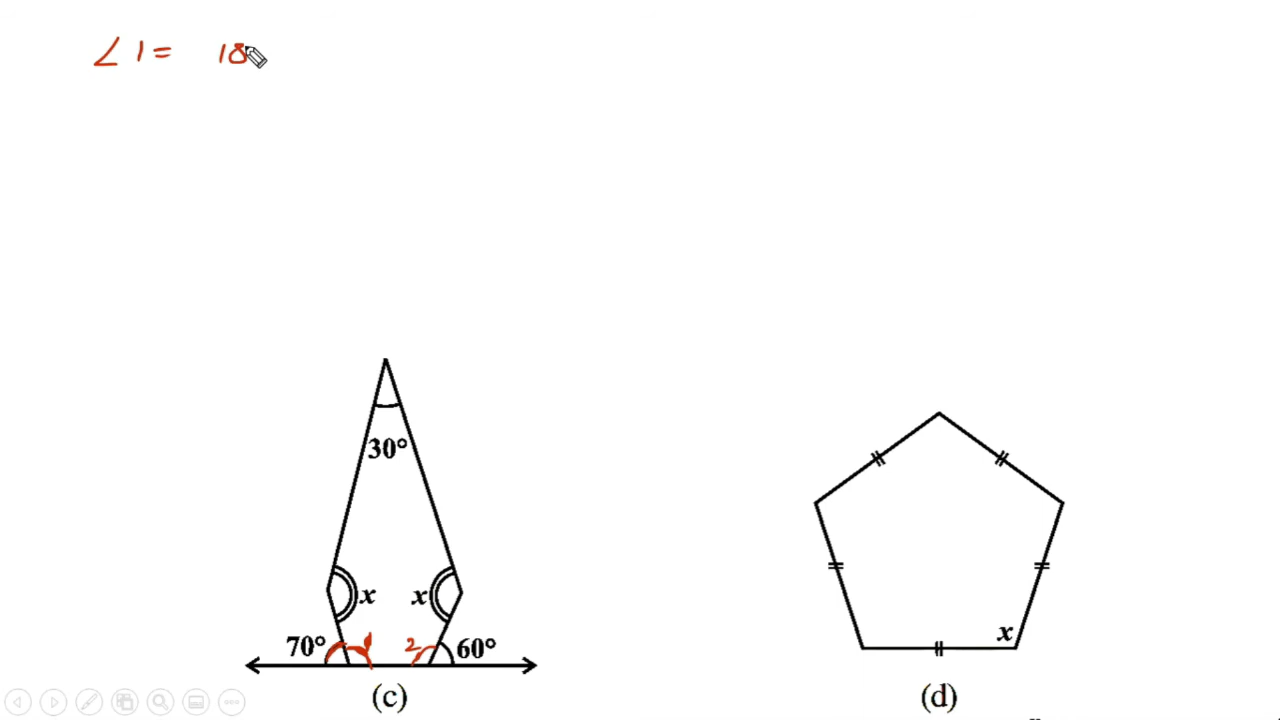 ∠1= 18
30°
x x
70° 1 2 60°
x
(c) (d)